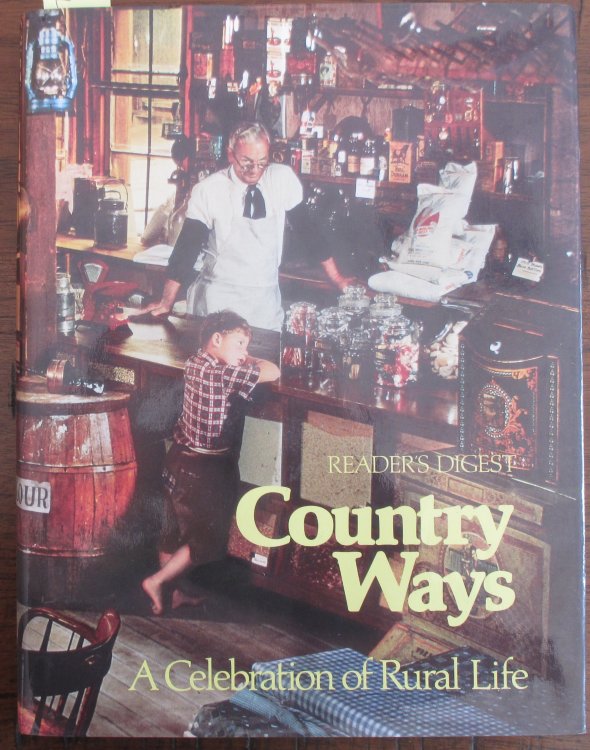 OUR
READER'S DIGEST
Country
Ways
A Celebration of Rural Life